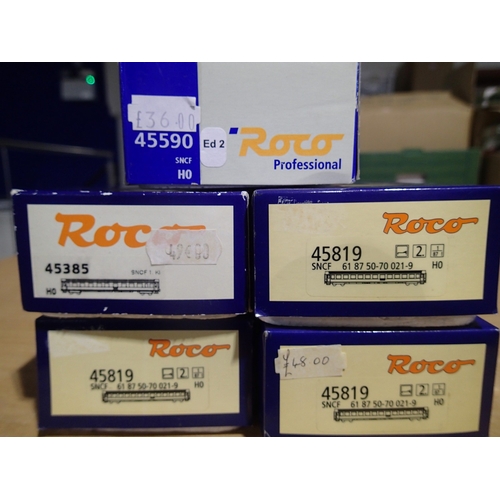 £36.00
45590
SNCF
H0
Ed 2
Roco
Professional
Roco
45385
H0
Roco
45819
2
SNCF 61 87 50-70 021-9
H0
Roco
45819
2
SNCF 61 87 50-70 021-9
H0
£48.00
Roco
45819
2
SNCF 61 87 50-70 021-9
H0